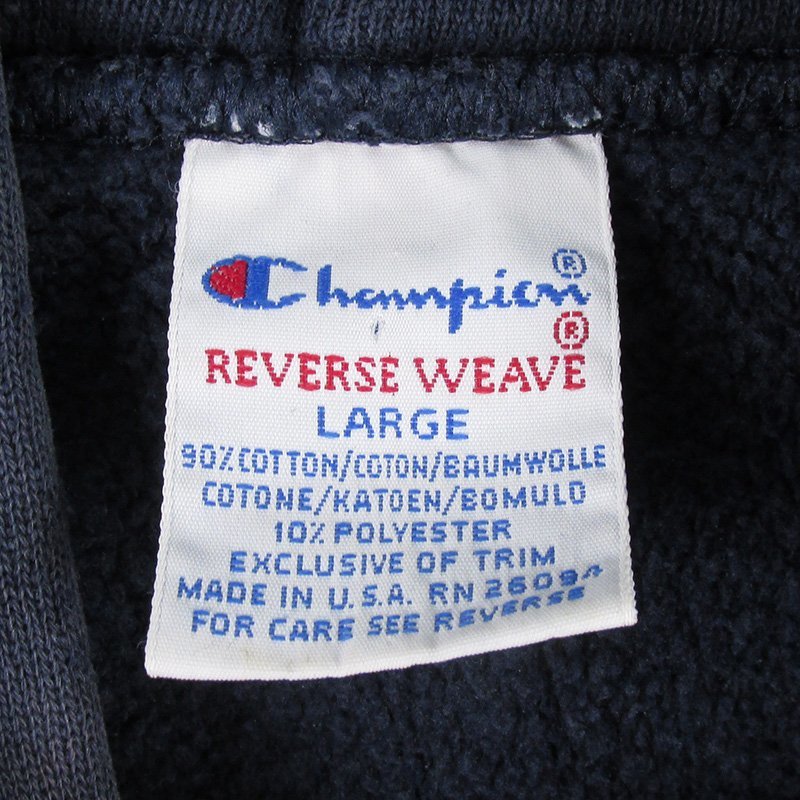 Champion®
REVERSE WEAVE®
LARGE
90% COTTON/COTON/BAUMWOLLE
COTONE/KATOEN/BOMULD
10% POLYESTER
EXCLUSIVE OF TRIM
MADE IN U.S.A. RN 26094
FOR CARE SEE REVERSE